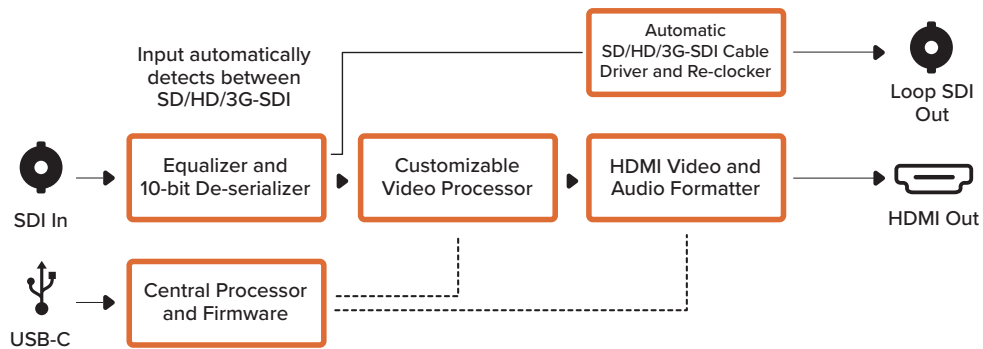 Input automatically
detects between
SD/HD/3G-SDI
Automatic
SD/HD/3G-SDI Cable
Driver and Re-clocker
Loop SDI
Out
SDI In
Equalizer and
10-bit De-serializer
Customizable
Video Processor
HDMI Video and
Audio Formatter
HDMI Out
USB-C
Central Processor
and Firmware